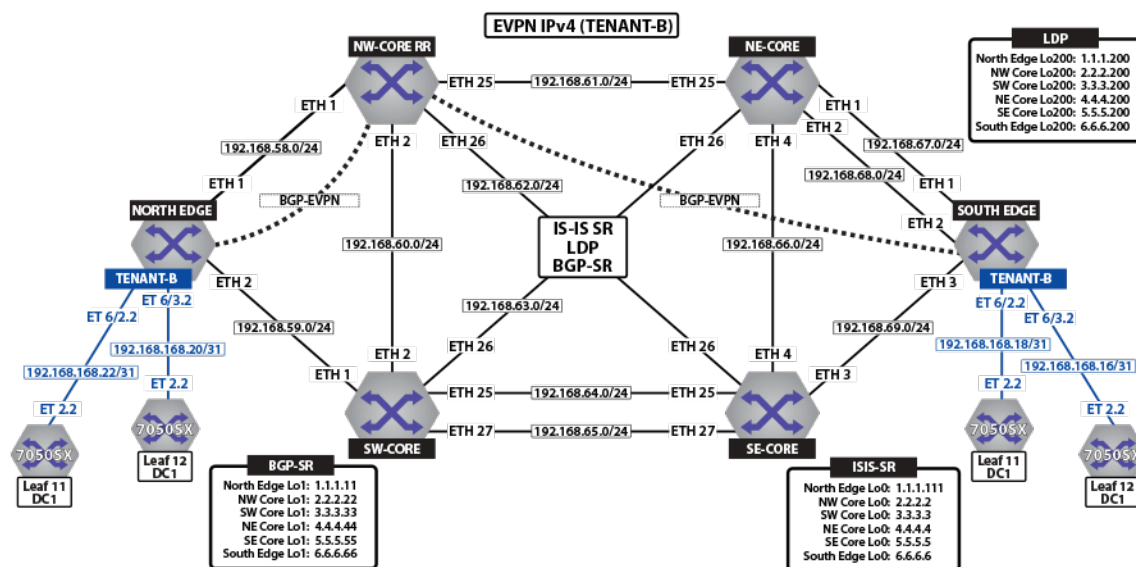 EVPN IPv4 (TENANT-B)
NW-CORE RR
NE-CORE
LDP
North Edge Lo200: 1.1.1.200
NW Core Lo200: 2.2.2.200
SW Core Lo200: 3.3.3.200
NE Core Lo200: 4.4.4.200
SE Core Lo200: 5.5.5.200
South Edge Lo200: 6.6.6.200
ETH 25
192.168.61.0/24
ETH 25
ETH 1
ETH 1
ETH 2
ETH 26
ETH 26
ETH 4
ETH 2
192.168.58.0/24
192.168.67.0/24
192.168.68.0/24
ETH 1
192.168.62.0/24
ETH 1
BGP-EVPN
BGP-EVPN
NORTH EDGE
SOUTH EDGE
ETH 2
IS-IS SR
LDP
BGP-SR
192.168.60.0/24
192.168.66.0/24
TENANT-B
ETH 2
ETH 3
TENANT-B
ET 6/2.2
ET 6/3.2
ET 6/2.2
ET 6/3.2
192.168.63.0/24
192.168.59.0/24
192.168.69.0/24
192.168.168.20/31
192.168.168.18/31
192.168.168.22/31
192.168.168.16/31
ETH 26
ETH 26
ETH 2
ETH 4
ETH 1
ETH 3
ET 2.2
ET 2.2
ET 2.2
ET 2.2
ETH 25
192.168.64.0/24
ETH 25
ETH 27
192.168.65.0/24
ETH 27
7050SX
7050SX
7050SX
7050SX
SW-CORE
SE-CORE
Leaf 11
DC1
Leaf 12
DC1
Leaf 11
DC1
Leaf 12
DC1
BGP-SR
North Edge Lo1: 1.1.1.11
NW Core Lo1: 2.2.2.22
SW Core Lo1: 3.3.3.33
NE Core Lo1: 4.4.4.44
SE Core Lo1: 5.5.5.55
South Edge Lo1: 6.6.6.66
ISIS-SR
North Edge Lo0: 1.1.1.111
NW Core Lo0: 2.2.2.2
SW Core Lo0: 3.3.3.3
NE Core Lo0: 4.4.4.4
SE Core Lo0: 5.5.5.5
South Edge Lo0: 6.6.6.6